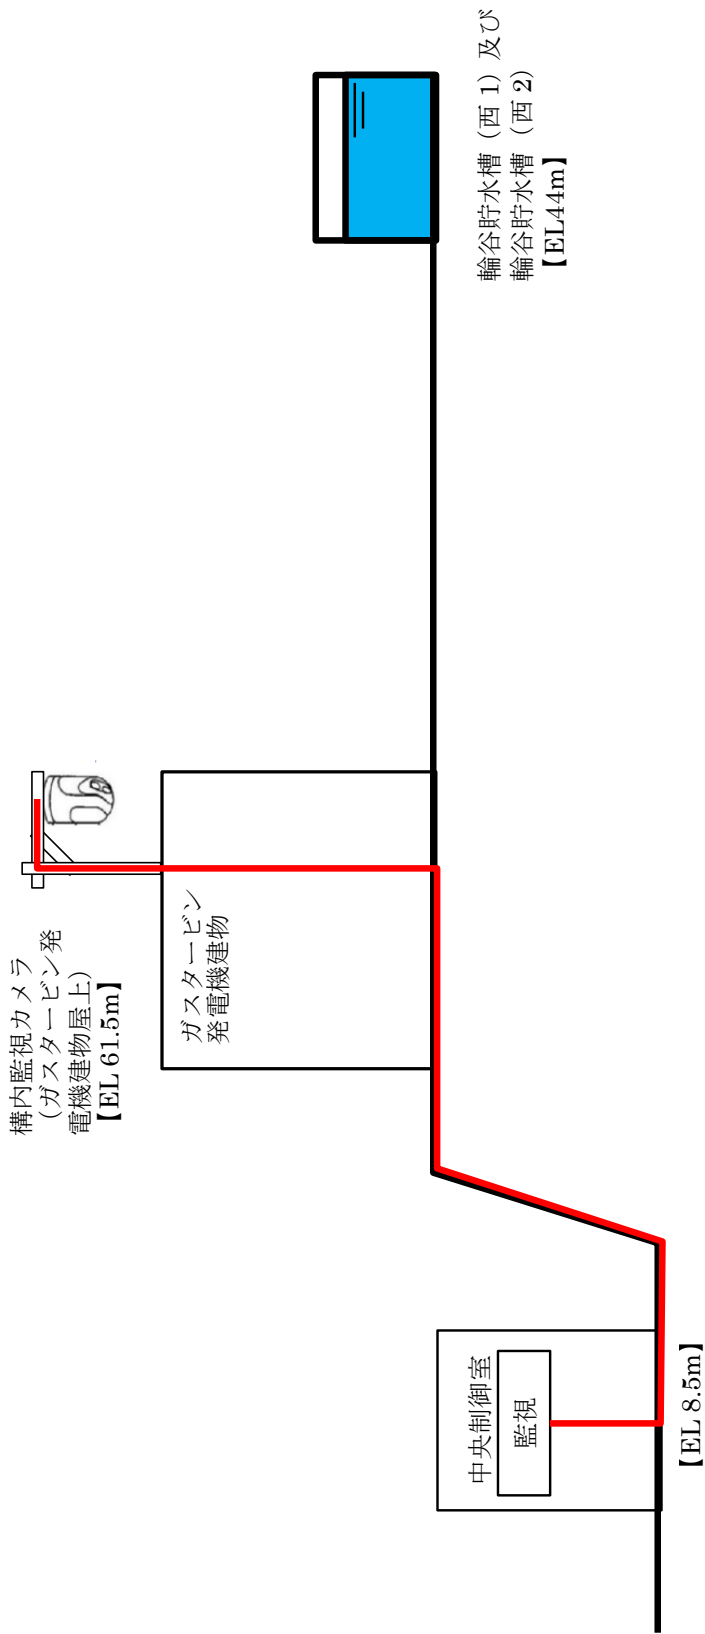 構内監視カメラ
（ガスタービン発
電機建物屋上）
【EL 61.5m】
ガスタービン
発電機建物
中央制御室
監視
【EL 8.5m】
輪谷貯水槽（西 1）及び
輪谷貯水槽（西 2）
【EL44m】